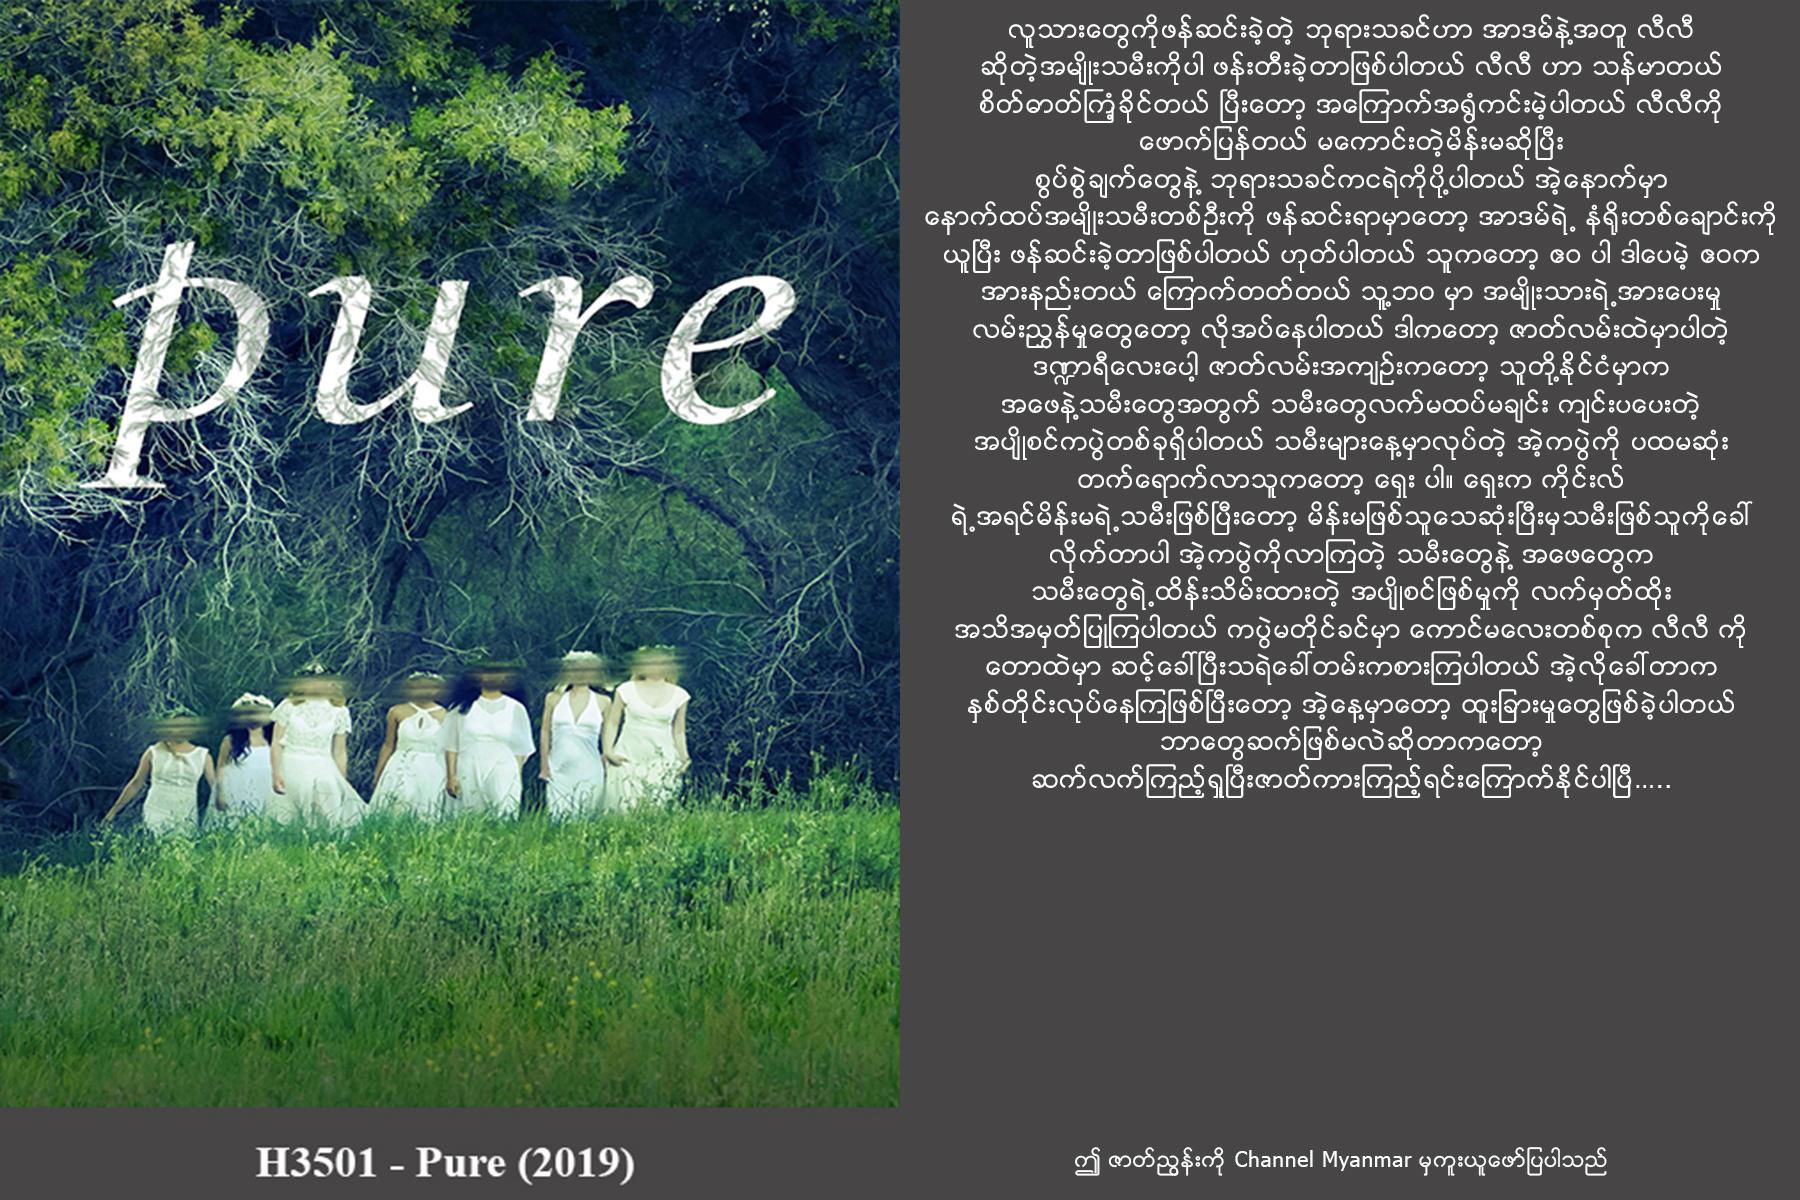 pure
H3501 - Pure (2019)
လူသားတွေကိုဖန်ဆင်းခဲ့တဲ့ ဘုရားသခင်ဟာ အာဒမ်နဲ့အတူ လီလီ
ဆိုတဲ့အမျိုးသမီးကိုပါ ဖန်းတီးခဲ့တာဖြစ်ပါတယ် လီလီ ဟာ သန်မာတယ်
စိတ်ဓာတ်ကြံ့ခိုင်တယ် ပြီးတော့ အကြောက်အရွံကင်းမဲ့ပါတယ် လီလီကို
ဖောက်ပြန်တယ် မကောင်းတဲ့မိန်းမဆိုပြီး
စွပ်စွဲချက်တွေနဲ့ ဘုရားသခင်ကငရဲကိုပို့ပါတယ် အဲ့နောက်မှာ
နောက်ထပ်အမျိုးသမီးတစ်ဦးကို ဖန်ဆင်းရာမှာတော့ အာဒမ်ရဲ့ နံရိုးတစ်ချောင်းကို
ယူပြီး ဖန်ဆင်းခဲ့တာဖြစ်ပါတယ် ဟုတ်ပါတယ် သူကတော့ ဧဝ ပါ ဒါပေမဲ့ ဧဝက
အားနည်းတယ် ကြောက်တတ်တယ် သူ့ဘဝ မှာ အမျိုးသားရဲ့အားပေးမှု
လမ်းညွှန်မှုတွေတော့ လိုအပ်နေပါတယ် ဒါကတော့ ဇာတ်လမ်းထဲမှာပါတဲ့
ဒဏ္ဍာရီလေးပေါ့ ဇာတ်လမ်းအကျဉ်းကတော့ သူတို့နိုင်ငံမှာက
အဖေနဲ့သမီးတွေအတွက် သမီးတွေလက်မထပ်မချင်း ကျင်းပပေးတဲ့
အပျိုစင်ကပွဲတစ်ခုရှိပါတယ် သမီးများနေ့မှာလုပ်တဲ့ အဲ့ကပွဲကို ပထမဆုံး
တက်ရောက်လာသူကတော့ ရှေး ပါ။ ရှေးက ကိုင်းလ်
ရဲ့အရင်မိန်းမရဲ့သမီးဖြစ်ပြီးတော့ မိန်းမဖြစ်သူသေဆုံးပြီးမှသမီးဖြစ်သူကိုခေါ်
လိုက်တာပါ အဲ့ကပွဲကိုလာကြတဲ့ သမီးတွေနဲ့ အဖေတွေက
သမီးတွေရဲ့ထိန်းသိမ်းထားတဲ့ အပျိုစင်ဖြစ်မှုကို လက်မှတ်ထိုး
အသိအမှတ်ပြုကြပါတယ် ကပွဲမတိုင်ခင်မှာ ကောင်မလေးတစ်စုက လီလီ ကို
တောထဲမှာ ဆင့်ခေါ်ပြီးသရဲခေါ်တမ်းကစားကြပါတယ် အဲ့လိုခေါ်တာက
နှစ်တိုင်းလုပ်နေကြဖြစ်ပြီးတော့ အဲ့နေ့မှာတော့ ထူးခြားမှုတွေဖြစ်ခဲ့ပါတယ်
ဘာတွေဆက်ဖြစ်မလဲဆိုတာကတော့
ဆက်လက်ကြည့်ရှုပြီးဇာတ်ကားကြည့်ရင်းကြောက်နိုင်ပါပြီ.....
ဤ ဇာတ်ညွှန်းကို Channel Myanmar မှကူးယူဖော်ပြပါသည်